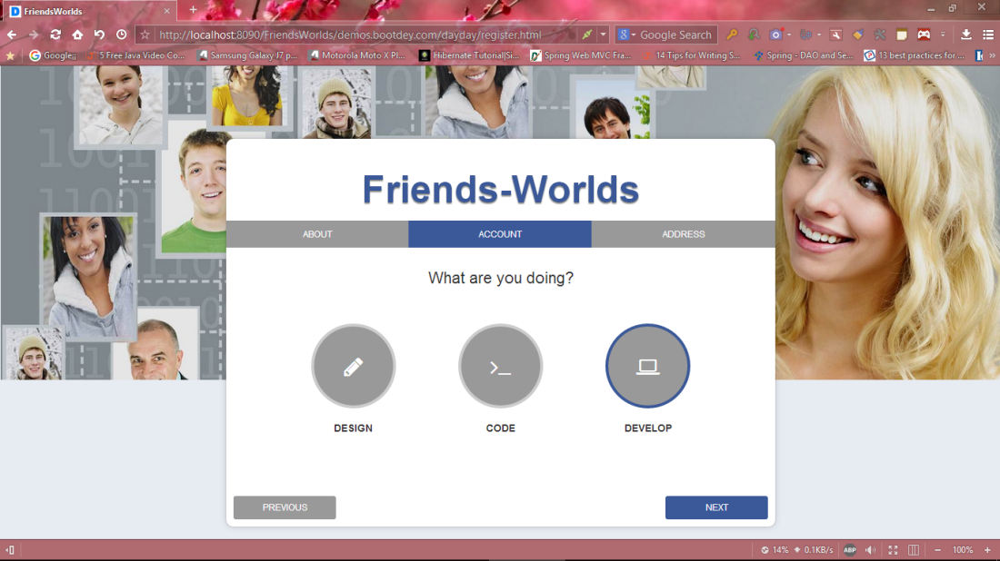 FriendsWorlds
http://localhost:8090/FriendsWorlds/demos.bootdey.com/dayday/register.html
Google Search
Google;¡
5 Free Java Video Co...
Samsung Galaxy J7 p...
Motorola Moto X Pl...
Hibernate Tutorial|Si...
Spring Web MVC Fra...
14 Tips for Writing S...
Spring - DAO and Se...
13 best practices for ...
Friends-Worlds
ABOUT
ACCOUNT
ADDRESS
What are you doing?
DESIGN
CODE
DEVELOP
PREVIOUS
NEXT
14%
0.1KB/s
ABP
100%